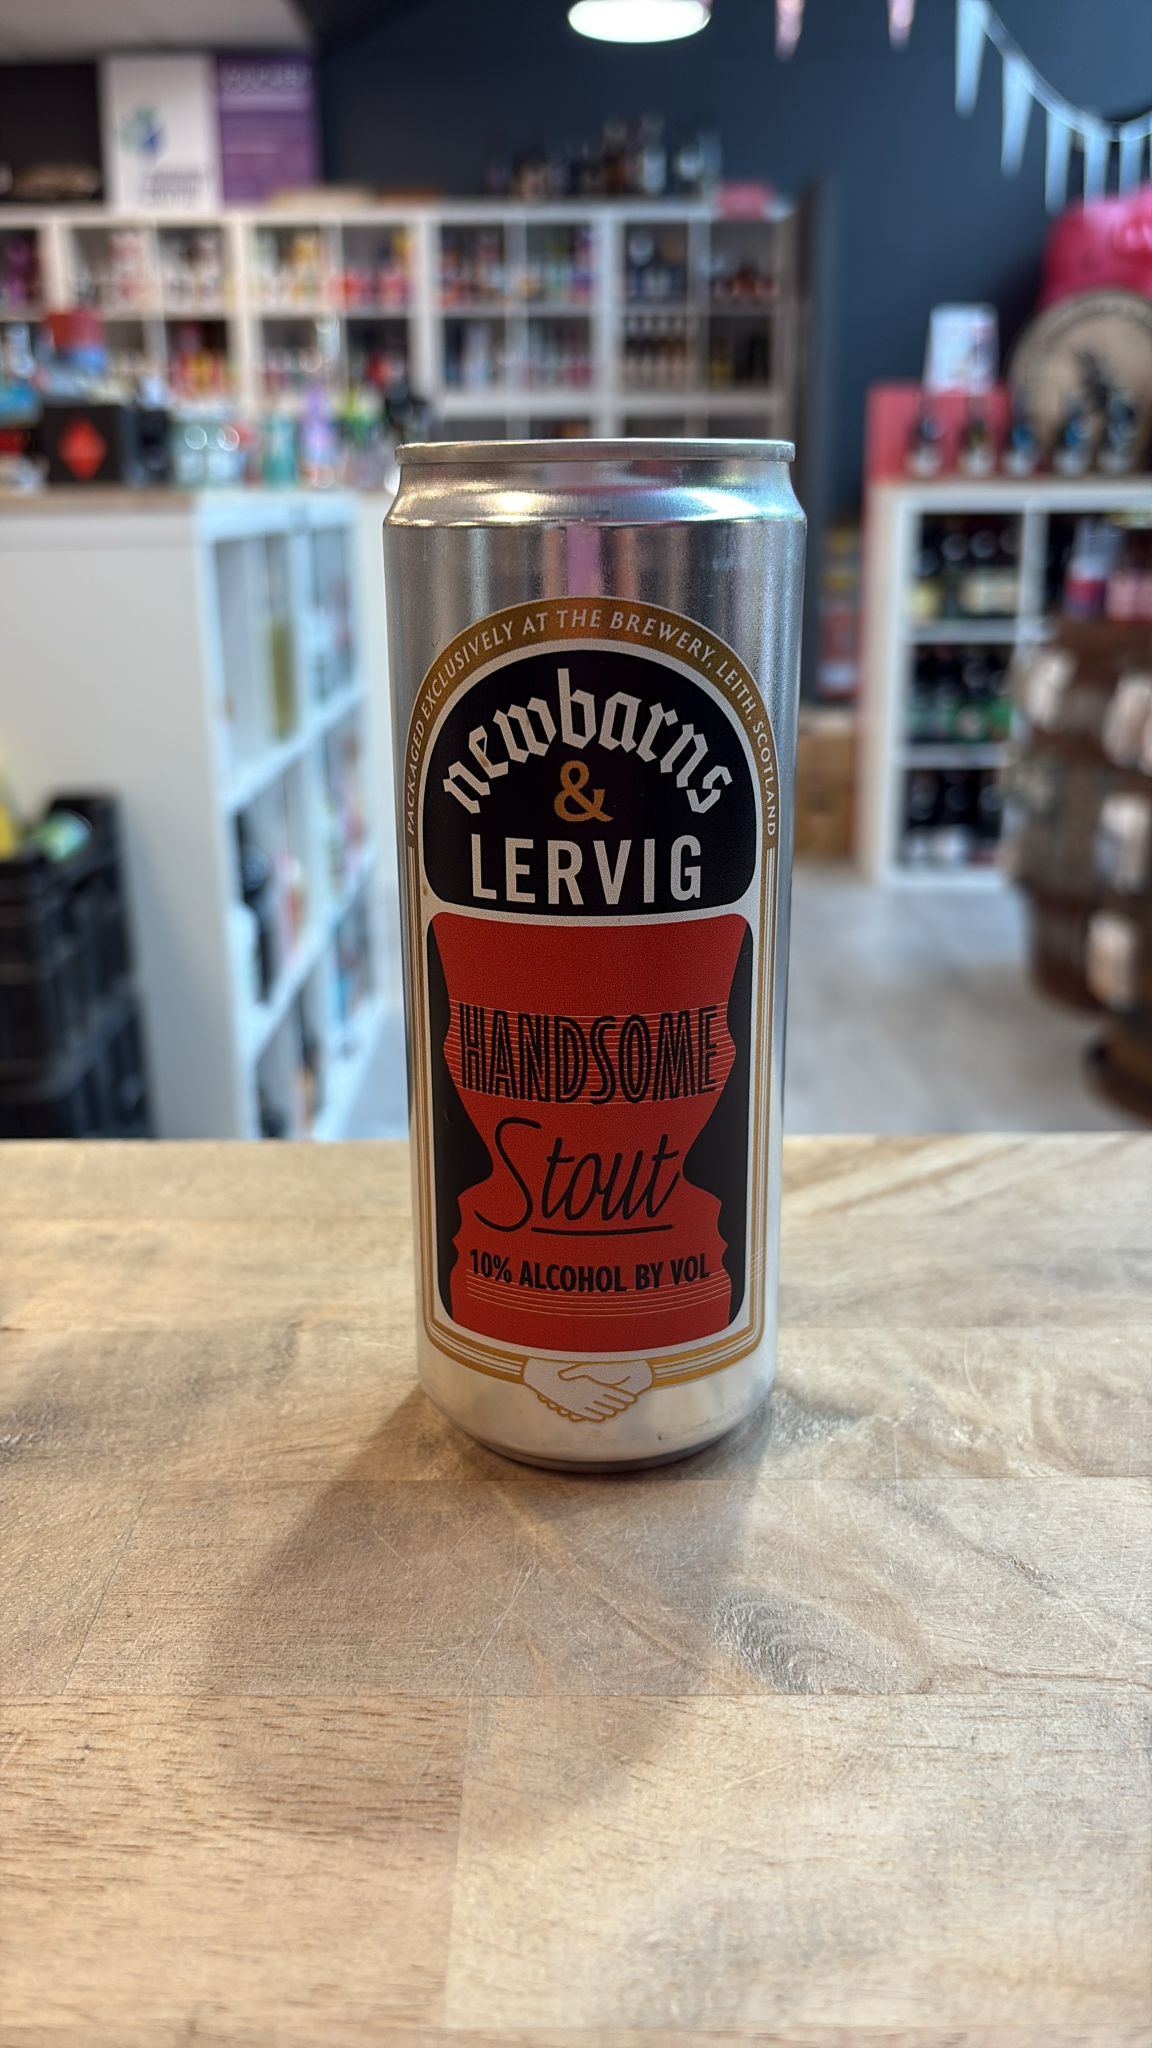 PACKAGED EXCLUSIVELY AT THE BREWERY, LEITH, SCOTLAND
newbarns
&
LERVIG
HANDSOME
Stout
10% ALCOHOL BY VOL